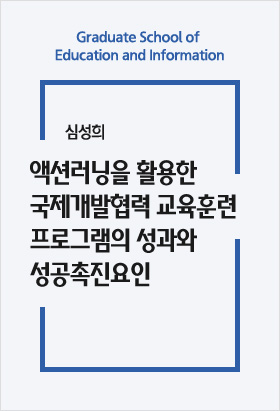 Graduate School of
Education and Information
심성희
액션러닝을 활용한
국제개발협력 교육훈련
프로그램의 성과와
성공촉진요인